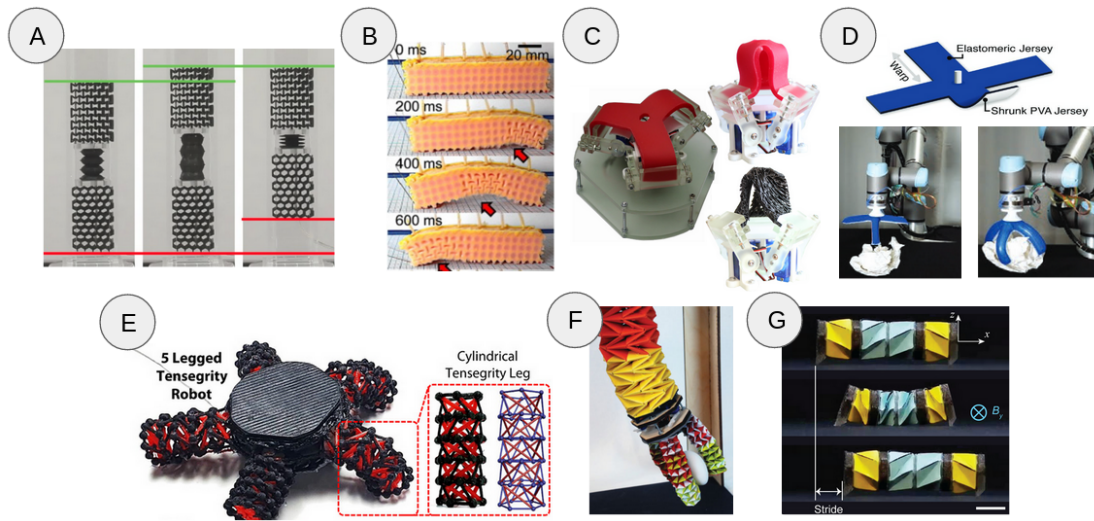 A
B
0 ms
20 mm
200 ms
400 ms
600 ms
C
D
Elastomeric Jersey
Warp
Shrunk PVA Jersey
E
5 Legged
Tensegrity
Robot
Cylindrical
Tensegrity Leg
F
G
z
x
By
Stride